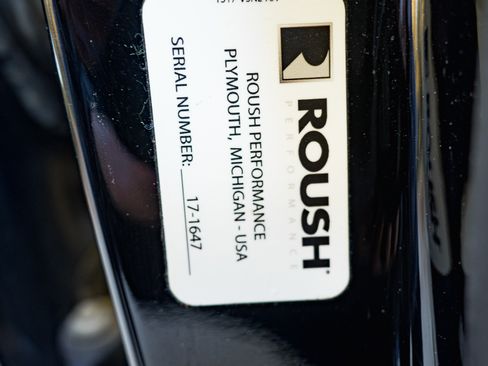 ROUSH®
PERFORMANCE
ROUSH PERFORMANCE
PLYMOUTH, MICHIGAN - USA
SERIAL NUMBER: 17-1647